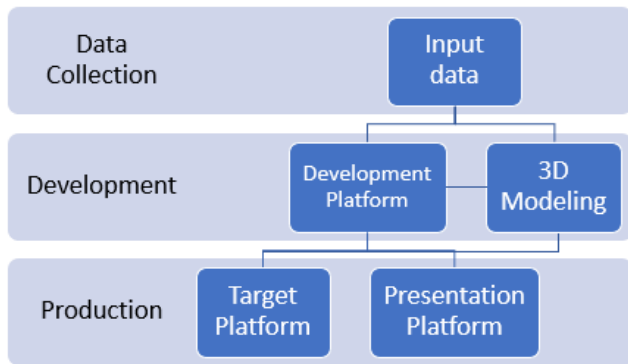 Data
Collection
Input
data
Development
Development
Platform
3D
Modeling
Production
Target
Platform
Presentation
Platform